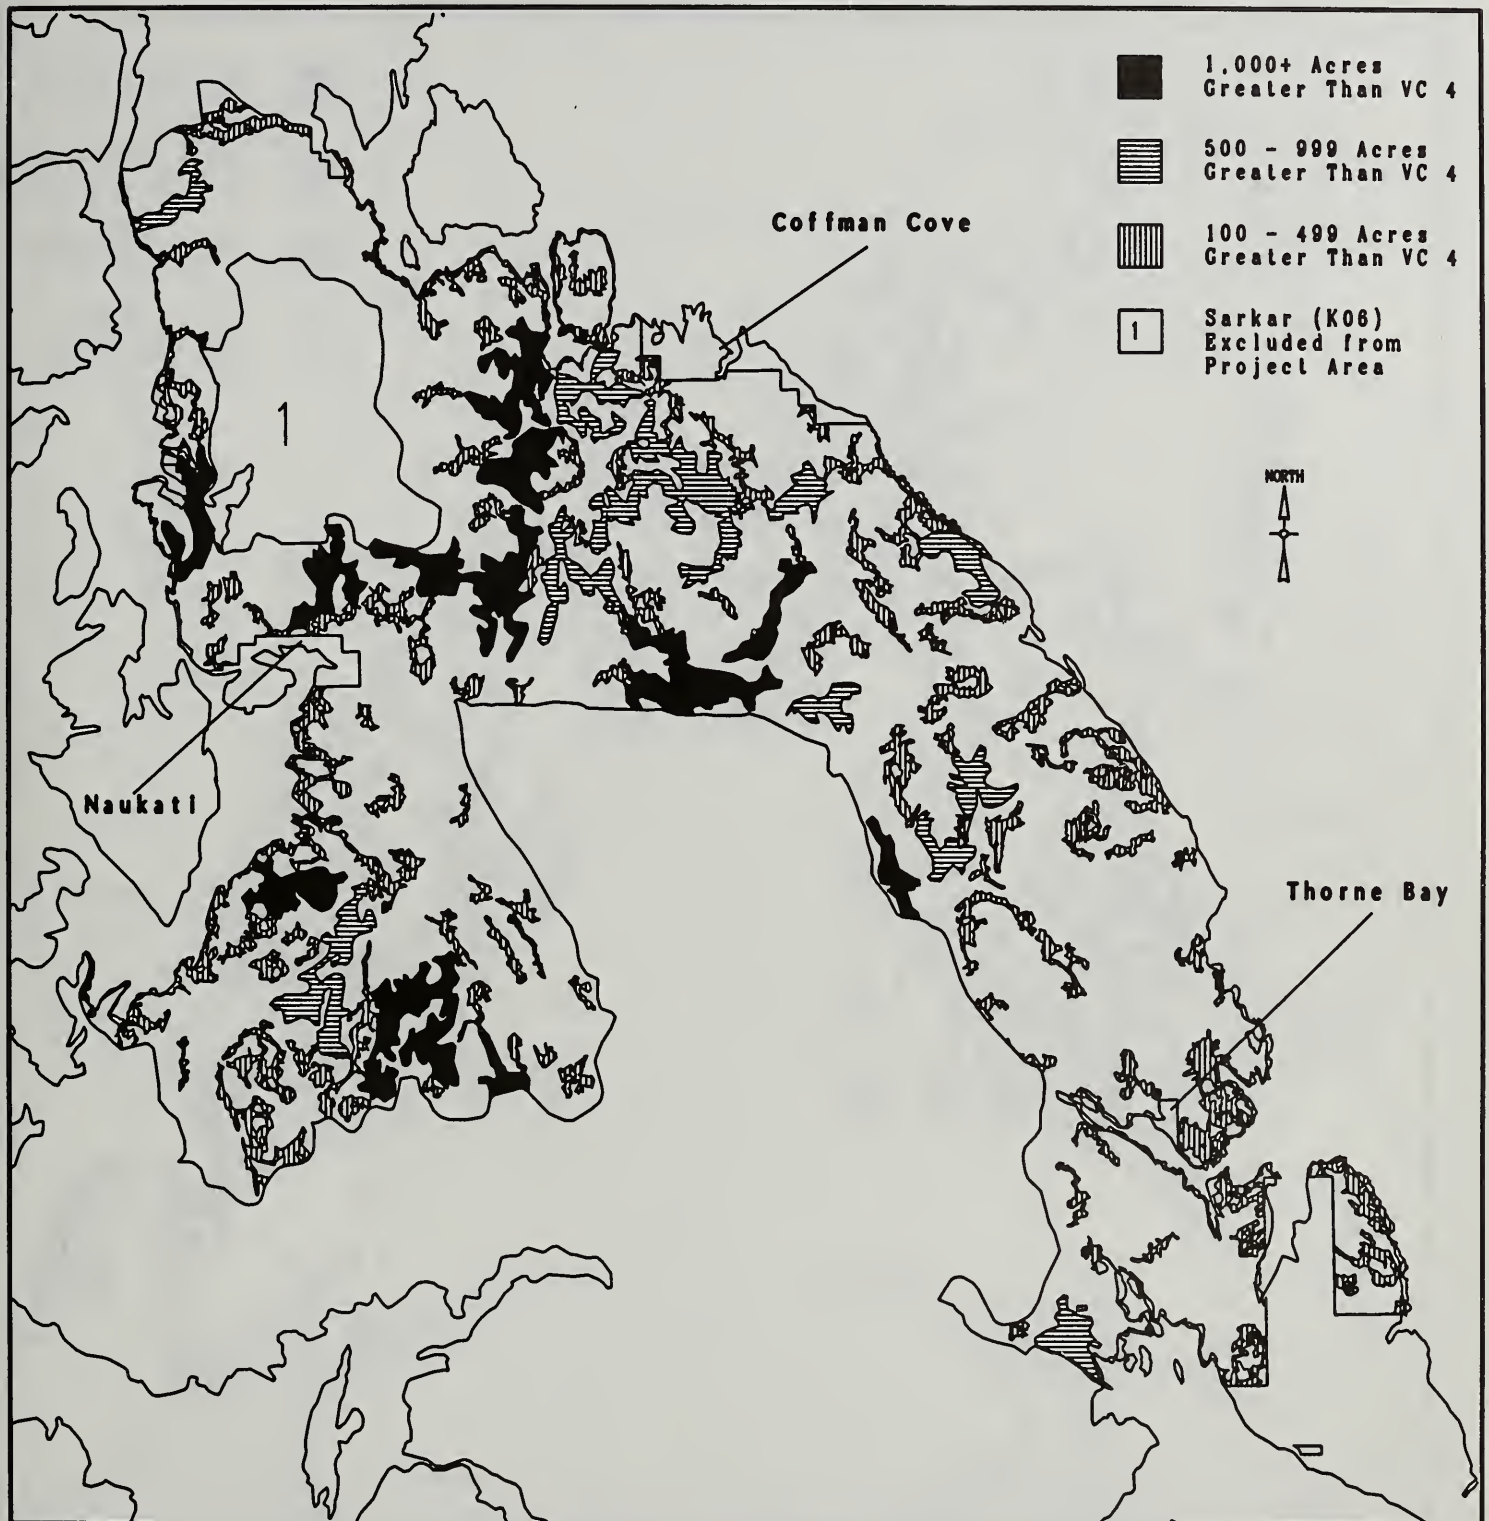 1,000+ Acres
Greater Than VC 4
500 - 999 Acres
Greater Than VC 4
Coffman Cove
100 - 499 Acres
Greater Than VC 4
1
Sarkar (K06)
Excluded from
Project Area
1
NORTH
Naukati
Thorne Bay